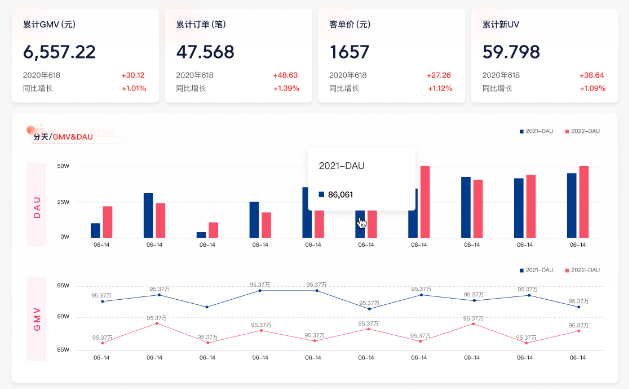 累计GMV (元)
6,557.22
2020年618 +30.12
同比增长 +1.01%
累计订单 (笔)
47.568
2020年618 +48.63
同比增长 +1.39%
客单价 (元)
1657
2020年618 +27.26
同比增长 +1.12%
累计新UV
59.798
2020年618 +38.64
同比增长 +1.09%
分天/GMV&DAU
2021-DAU 2022-DAU
DAU
50W
25W
0W
2021-DAU
86,061
06-14 06-14 06-14 06-14 06-14 06-14 06-14 06-14 06-14 06-14
2021-DAU 2022-DAU
GMV
95W
90W
85W
95.37万 95.37万 95.37万 95.37万 95.37万 95.37万 95.37万 95.37万 95.37万 95.37万
95.37万 95.37万 95.37万 95.37万 95.37万 95.37万 95.37万 95.37万 95.37万 95.37万
06-14 06-14 06-14 06-14 06-14 06-14 06-14 06-14 06-14 06-14